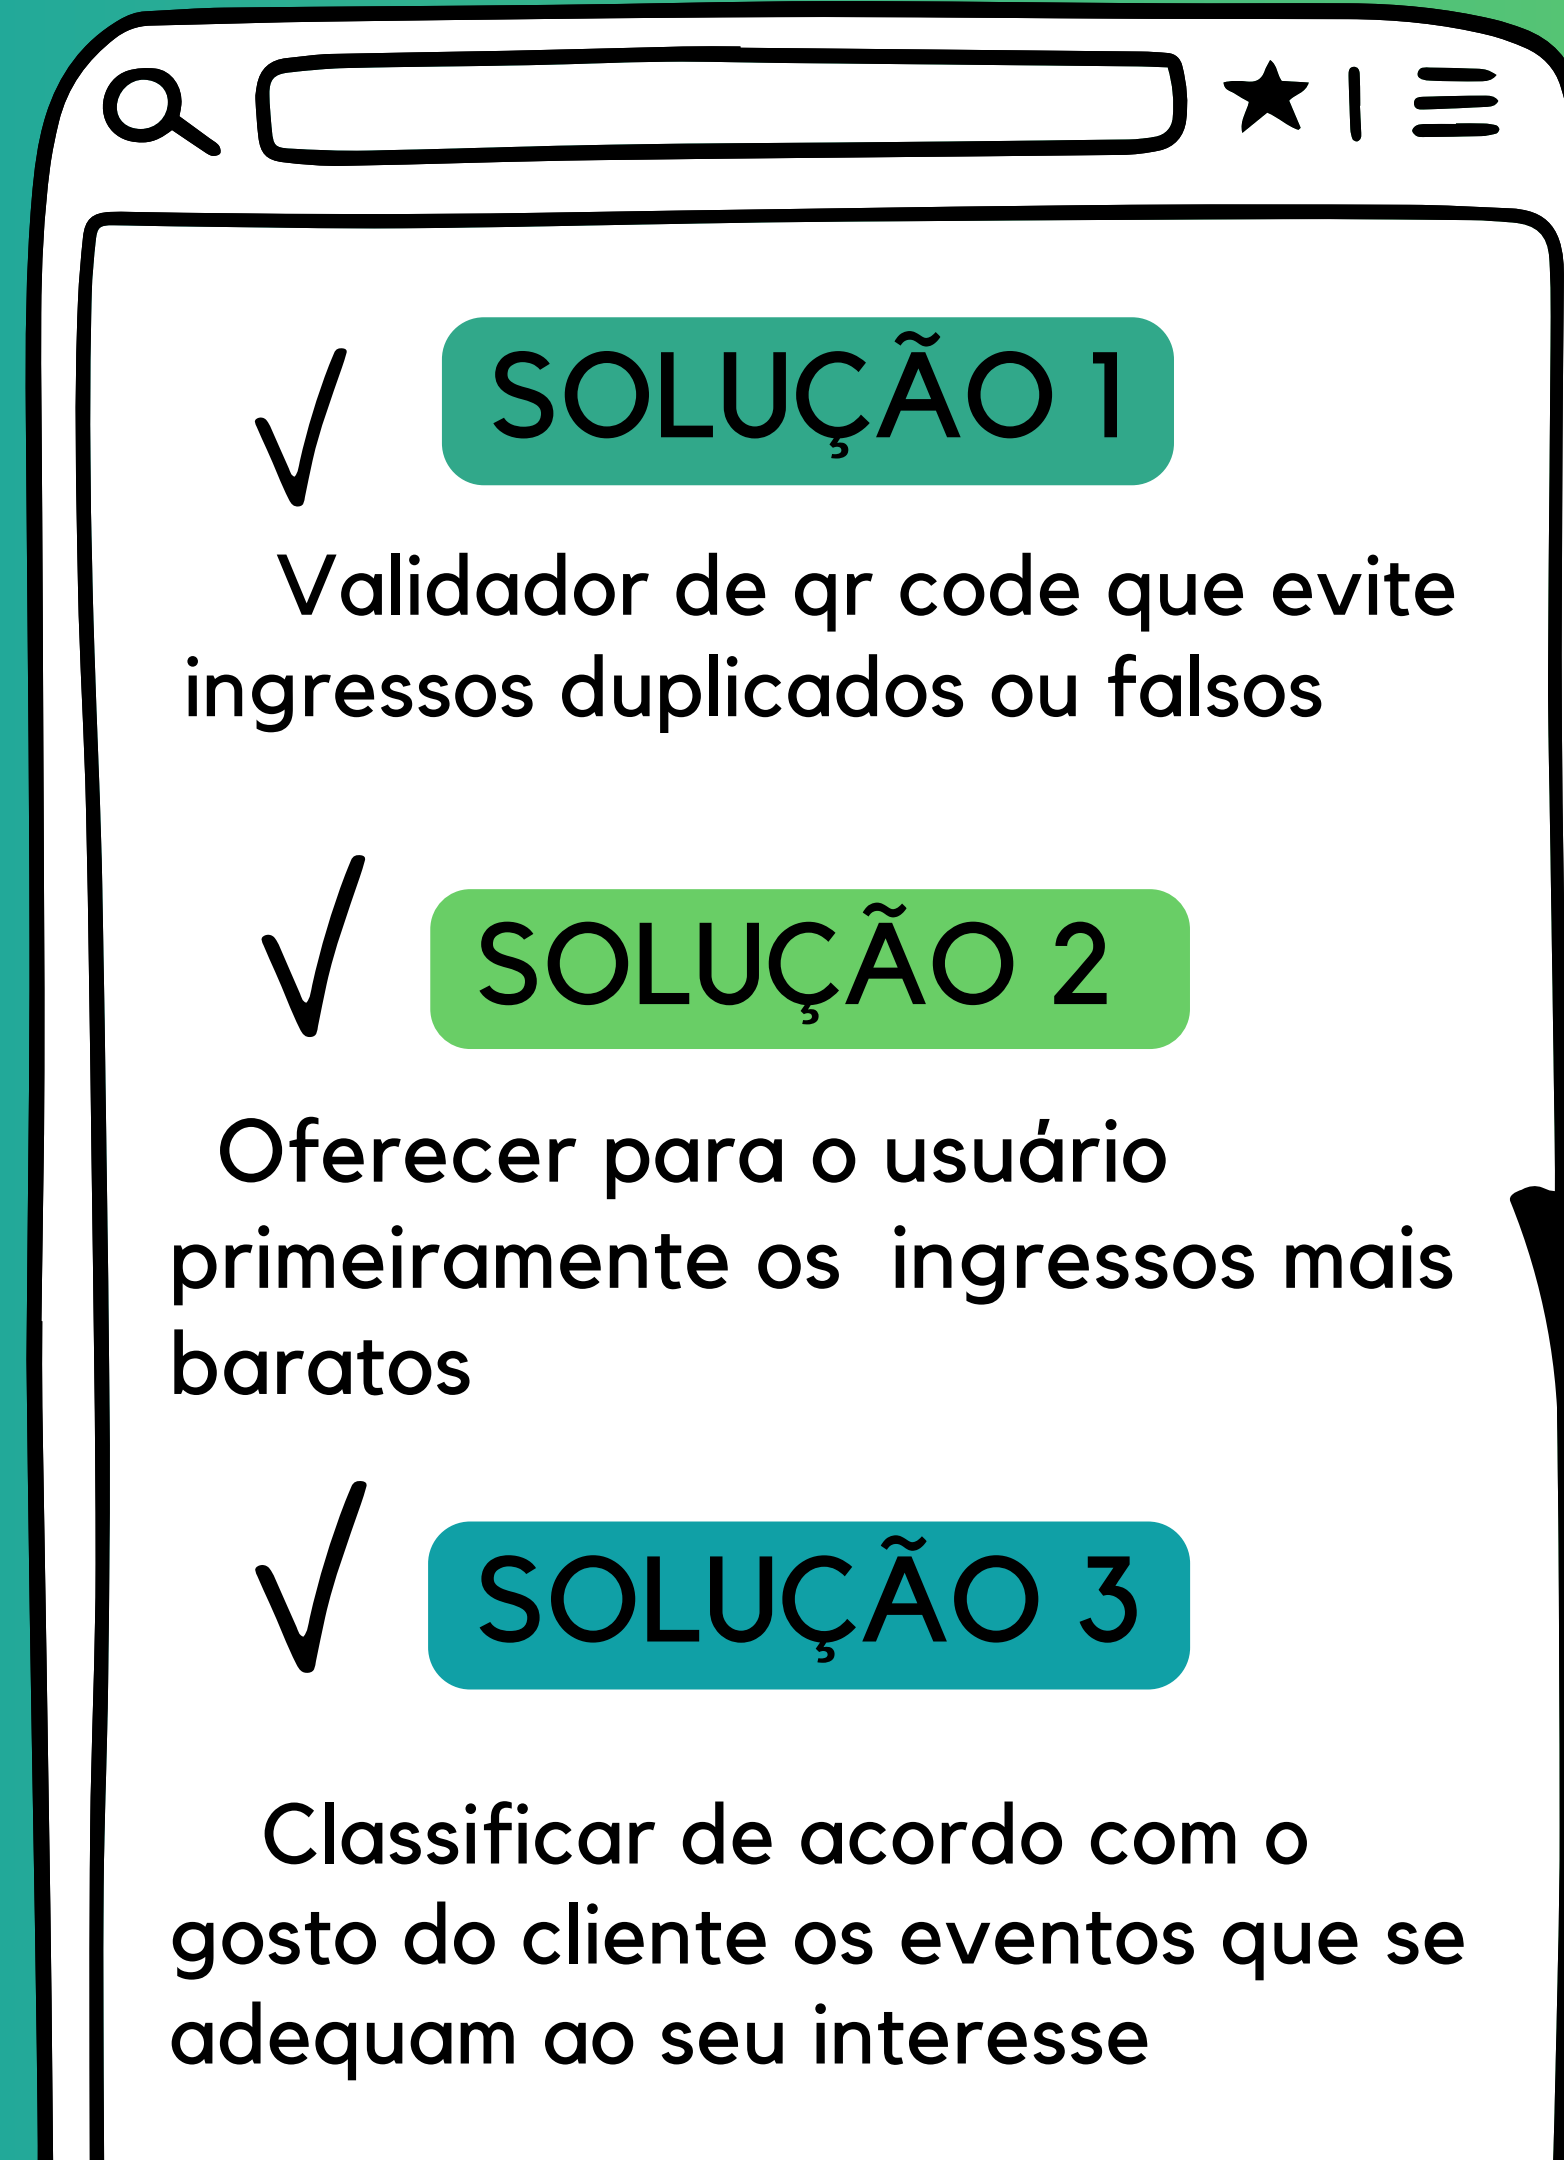 SOLUÇÃO 1
Validador de qr code que evite
ingressos duplicados ou falsos
SOLUÇÃO 2
Oferecer para o usuário
primeiramente os ingressos mais
baratos
SOLUÇÃO 3
Classificar de acordo com o
gosto do cliente os eventos que se
adequam ao seu interesse